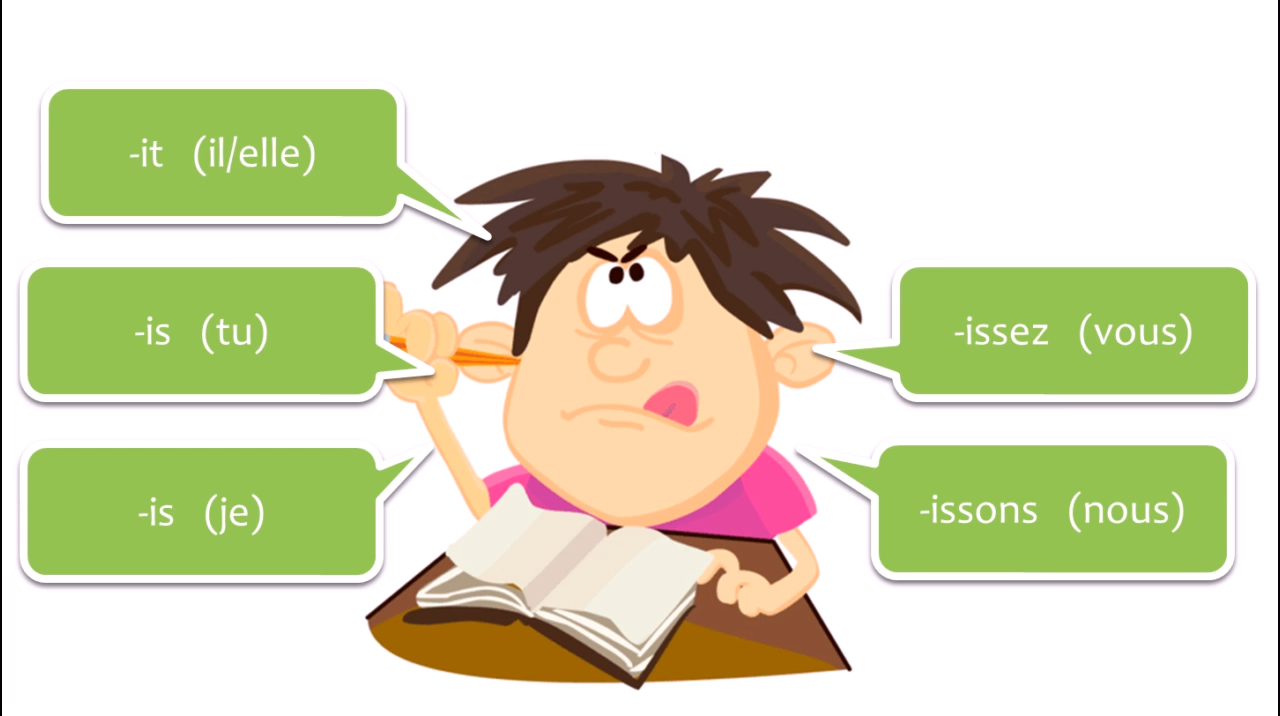 -it (il/elle)
-is (tu)
-is (je)
-issez (vous)
-issons (nous)